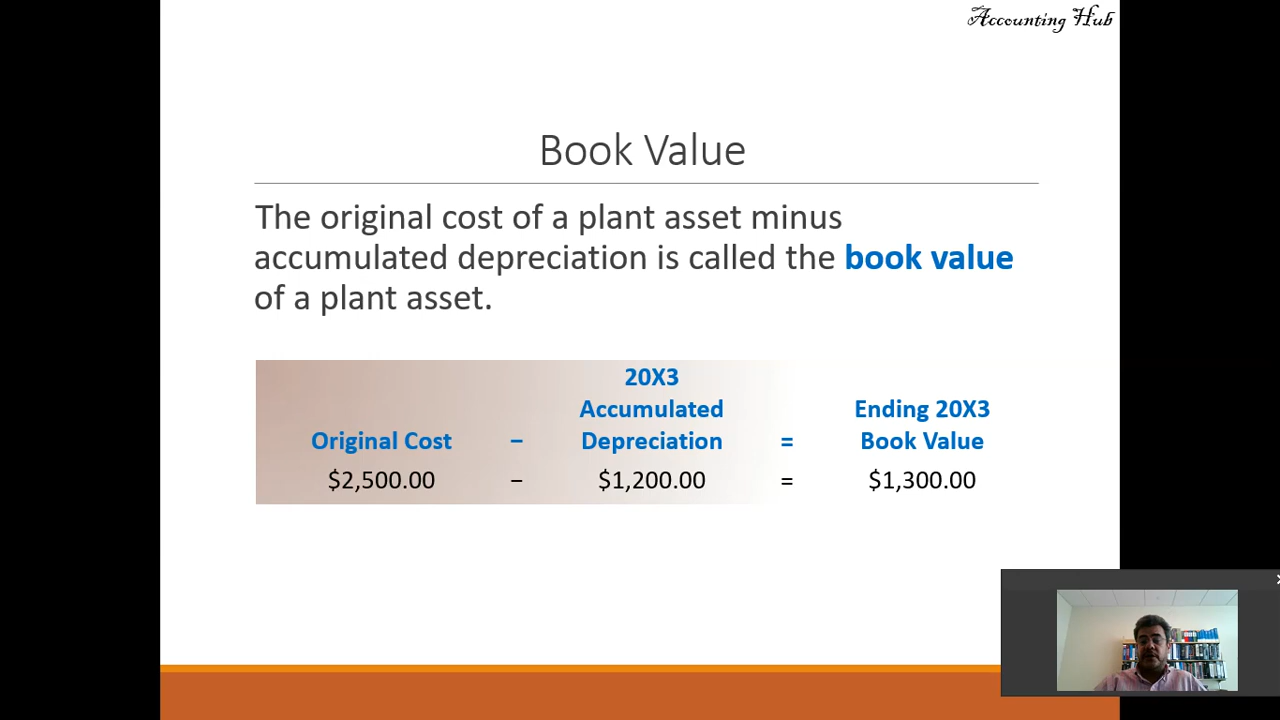 Accounting Hub
Book Value
The original cost of a plant asset minus
accumulated depreciation is called the book value
of a plant asset.
20X3
Accumulated Ending 20X3
Original Cost – Depreciation = Book Value
$2,500.00 – $1,200.00 = $1,300.00